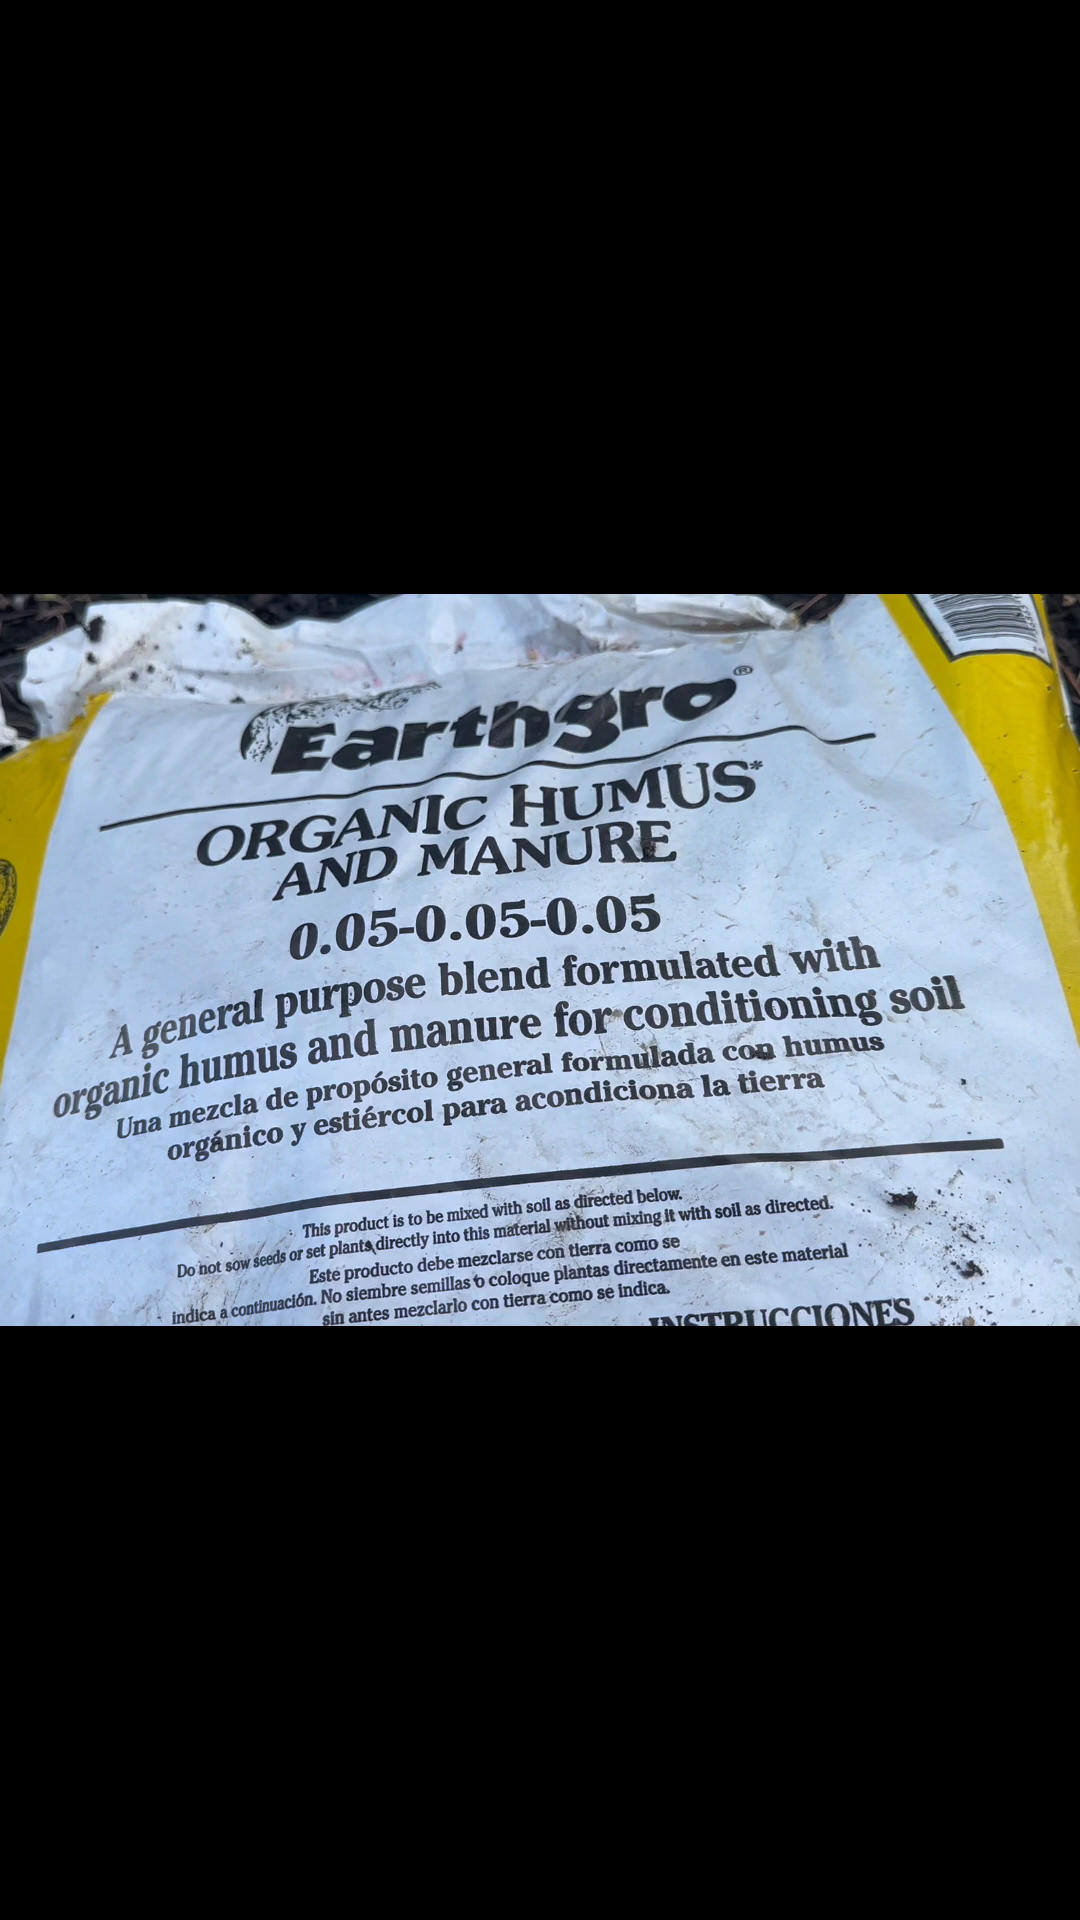 Earthgro®
ORGANIC HUMUS*
AND MANURE
0.05-0.05-0.05
A general purpose blend formulated with
organic humus and manure for conditioning soil
Una mezcla de propósito general formulada con humus
orgánico y estiércol para acondiciona la tierra
This product is to be mixed with soil as directed below.
Do not sow seeds or set plants directly into this material without mixing it with soil as directed.
Este producto debe mezclarse con tierra como se
indica a continuación. No siembre semillas o coloque plantas directamente en este material
sin antes mezclarlo con tierra como se indica.
INSTRUCCIONES